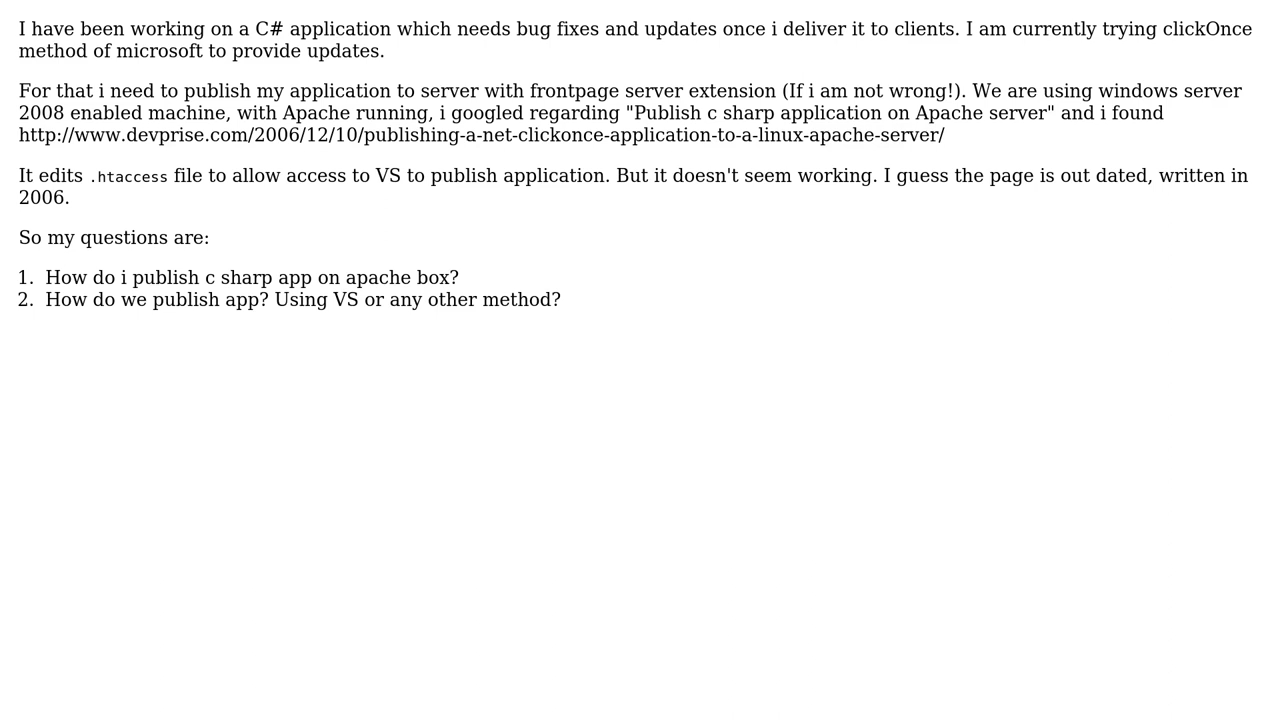 I have been working on a C# application which needs bug fixes and updates once i deliver it to clients. I am currently trying clickOnce
method of microsoft to provide updates.
For that i need to publish my application to server with frontpage server extension (If i am not wrong!). We are using windows server
2008 enabled machine, with Apache running, i googled regarding "Publish c sharp application on Apache server" and i found
http://www.devprise.com/2006/12/10/publishing-a-net-clickonce-application-to-a-linux-apache-server/
It edits .htaccess file to allow access to VS to publish application. But it doesn't seem working. I guess the page is out dated, written in
2006.
So my questions are:
1. How do i publish c sharp app on apache box?
2. How do we publish app? Using VS or any other method?